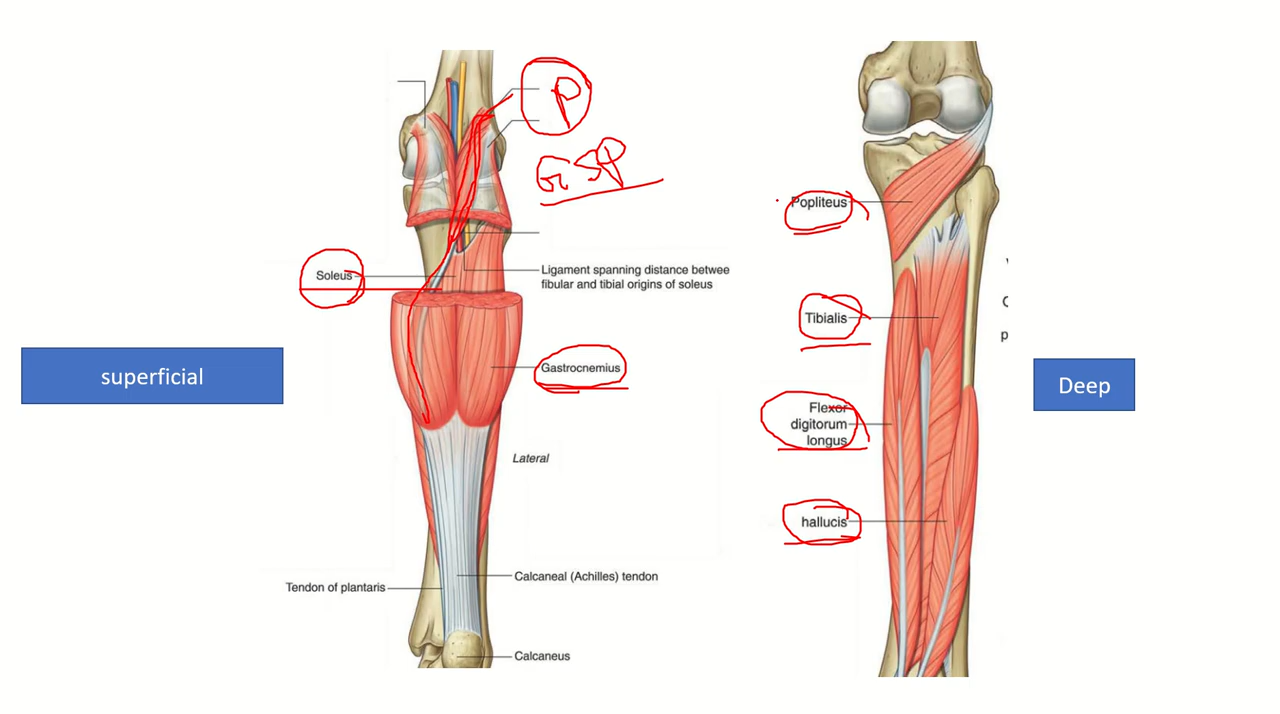 P
GSP
Soleus
Ligament spanning distance betwee
fibular and tibial origins of soleus
superficial
Gastrocnemius
Lateral
Tendon of plantaris
Calcaneal (Achilles) tendon
Calcaneus
Popliteus
Tibialis
Flexor
digitorum
longus
hallucis
Deep
p